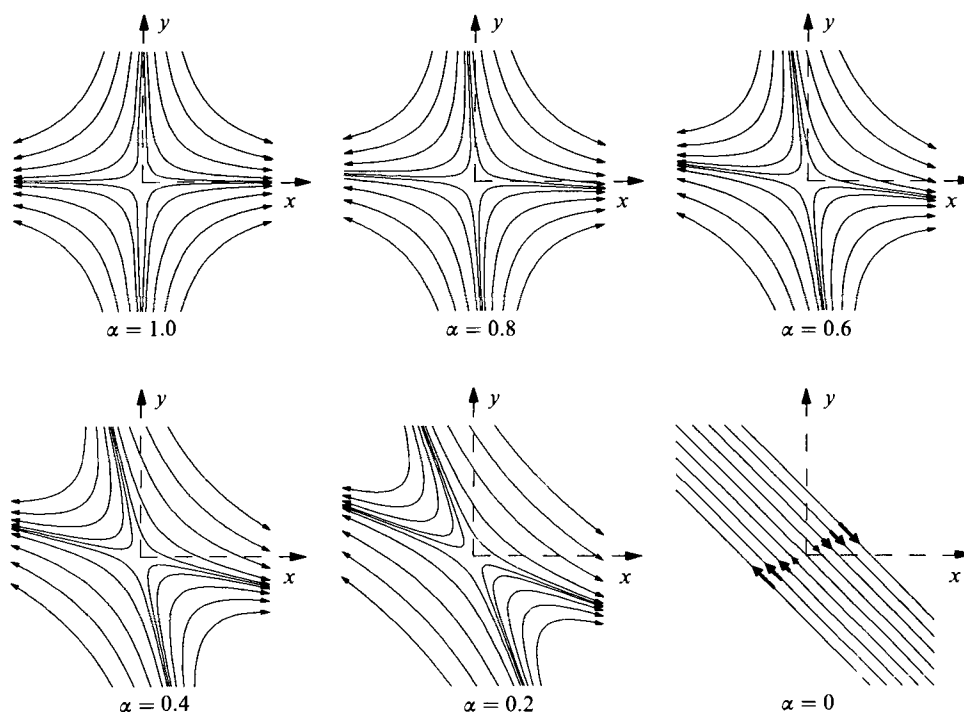 y
y
y
x
x
x
α = 1.0
α = 0.8
α = 0.6
y
y
y
x
x
x
α = 0.4
α = 0.2
α = 0